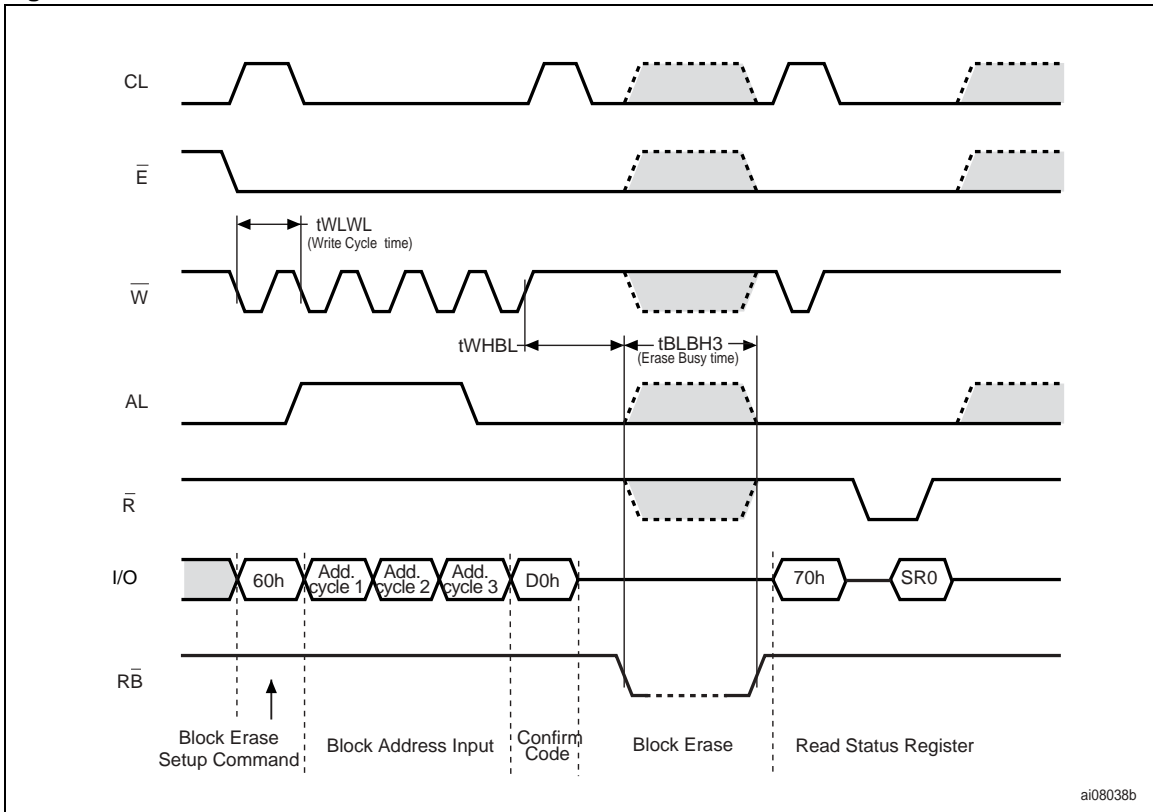 CL
E
tWLWL
(Write Cycle time)
W
tWHBL
tBLBH3
(Erase Busy time)
AL
R
I/O
60h
Add. cycle 1
Add. cycle 2
Add. cycle 3
D0h
70h
SR0
RB
Block Erase
Setup Command
Block Address Input
Confirm
Code
Block Erase
Read Status Register
ai08038b